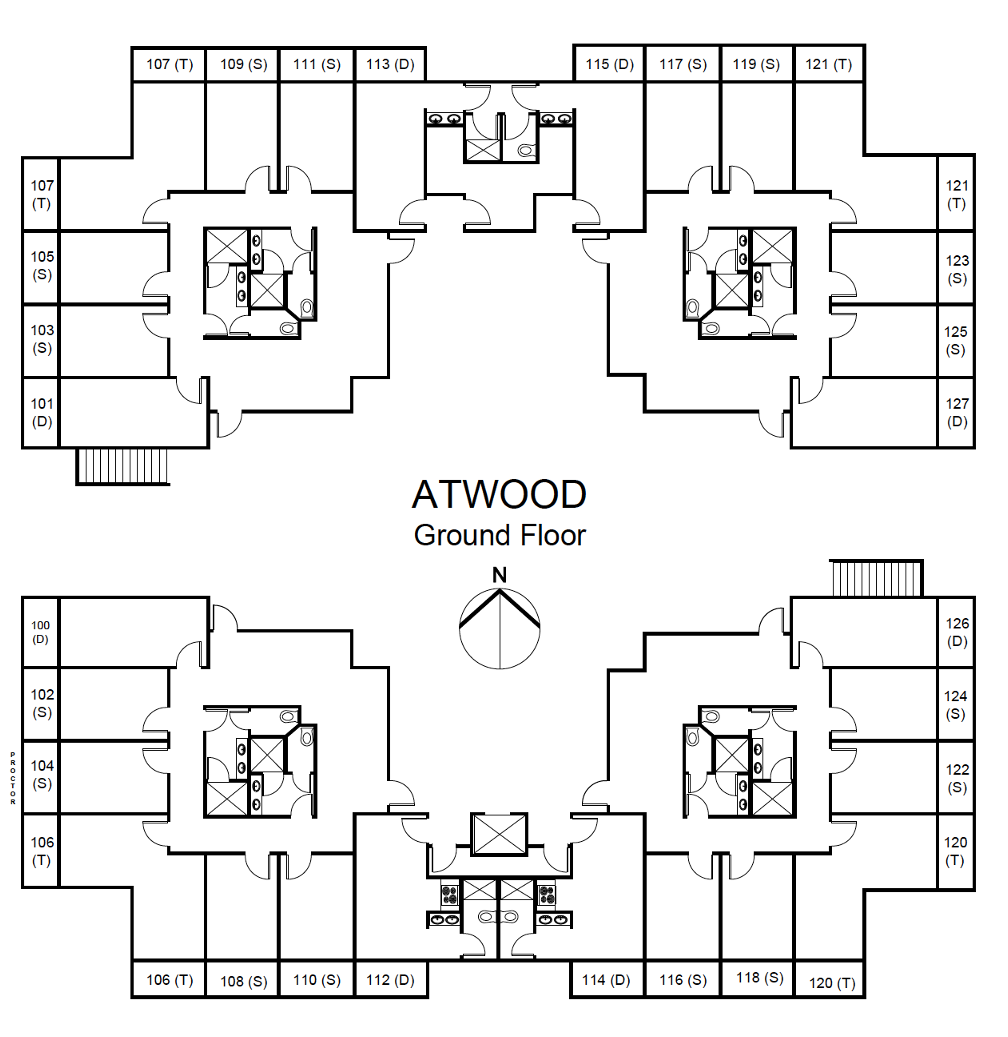 107 (T) 109 (S) 111 (S) 113 (D) 115 (D) 117 (S) 119 (S) 121 (T)
107
(T)
121
(T)
105
(S)
123
(S)
103
(S)
125
(S)
101
(D)
127
(D)
ATWOOD
Ground Floor
N
100
(D)
126
(D)
102
(S)
124
(S)
PROCTOR
104
(S)
122
(S)
106
(T)
120
(T)
106 (T) 108 (S) 110 (S) 112 (D) 114 (D) 116 (S) 118 (S) 120 (T)